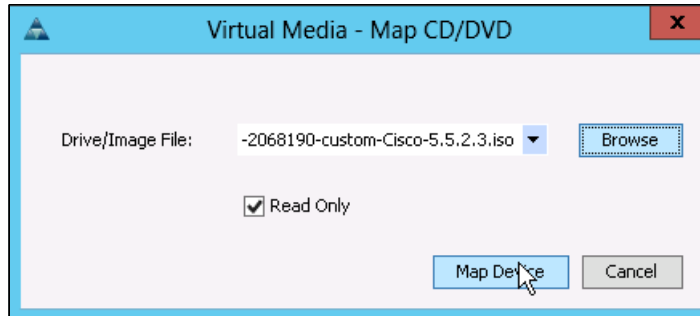 Virtual Media - Map CD/DVD
x
Drive/Image File: -2068190-custom-Cisco-5.5.2.3.iso Browse
Read Only
Map Device Cancel